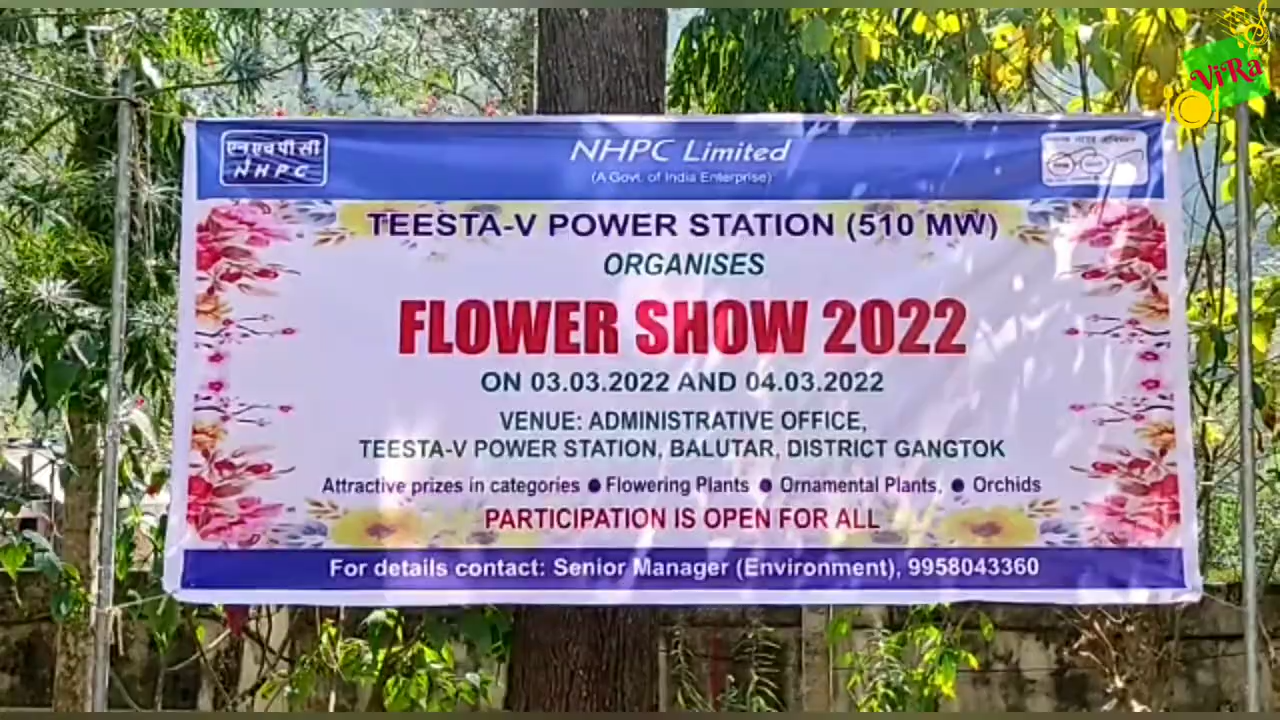 ViRa
एन एच पी सी
NHPC
NHPC Limited
(A Govt. of India Enterprise)
TEESTA-V POWER STATION (510 MW)
ORGANISES
FLOWER SHOW 2022
ON 03.03.2022 AND 04.03.2022
VENUE: ADMINISTRATIVE OFFICE,
TEESTA-V POWER STATION, BALUTAR, DISTRICT GANGTOK
Attractive prizes in categories ● Flowering Plants ● Ornamental Plants, ● Orchids
PARTICIPATION IS OPEN FOR ALL
For details contact: Senior Manager (Environment), 9958043360